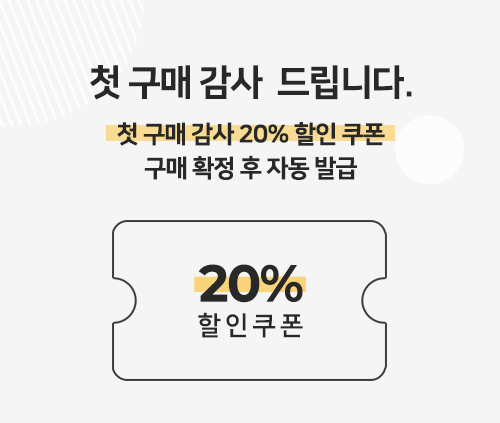 첫 구매 감사 드립니다.
첫 구매 감사 20% 할인 쿠폰
구매 확정 후 자동 발급
20%
할인쿠폰